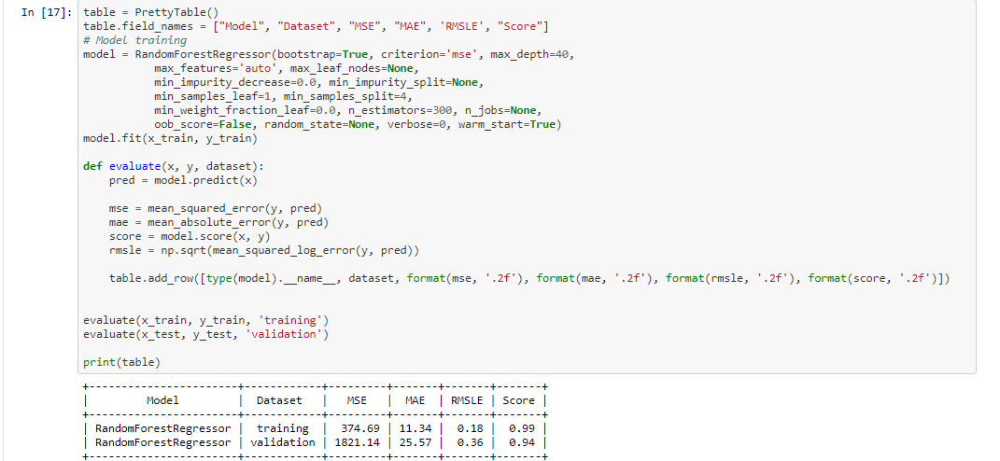 In [17]: table = PrettyTable()
table.field_names = ["Model", "Dataset", "MSE", "MAE", 'RMSLE', "Score"]
# Model training
model = RandomForestRegressor(bootstrap=True, criterion='mse', max_depth=40,
           max_features='auto', max_leaf_nodes=None,
           min_impurity_decrease=0.0, min_impurity_split=None,
           min_samples_leaf=1, min_samples_split=4,
           min_weight_fraction_leaf=0.0, n_estimators=300, n_jobs=None,
           oob_score=False, random_state=None, verbose=0, warm_start=True)
model.fit(x_train, y_train)

def evaluate(x, y, dataset):
    pred = model.predict(x)

    mse = mean_squared_error(y, pred)
    mae = mean_absolute_error(y, pred)
    score = model.score(x, y)
    rmsle = np.sqrt(mean_squared_log_error(y, pred))

    table.add_row([type(model).__name__, dataset, format(mse, '.2f'), format(mae, '.2f'), format(rmsle, '.2f'), format(score, '.2f')])


evaluate(x_train, y_train, 'training')
evaluate(x_test, y_test, 'validation')

print(table)
+-----------------------+------------+---------+-------+-------+-------+
|         Model         |  Dataset   |   MSE   |  MAE  | RMSLE | Score |
+-----------------------+------------+---------+-------+-------+-------+
| RandomForestRegressor |  training  |  374.69 | 11.34 |  0.18 |  0.99 |
| RandomForestRegressor | validation | 1821.14 | 25.57 |  0.36 |  0.94 |
+-----------------------+------------+---------+-------+-------+-------+